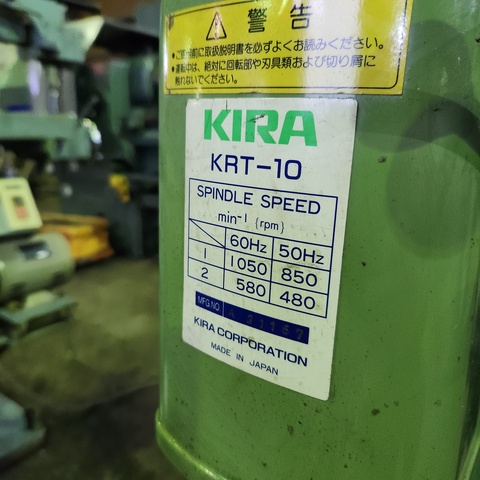 警告
●ご使用前に取扱説明書を必ずよくお読みください。
●運転中は、絶対に回転部や刃具類および切り屑に
触れないでください。
KIRA
KRT-10
SPINDLE SPEED
min-1 {rpm}
60Hz 50Hz
1 1050 850
2 580 480
MFG.NO
KIRA CORPORATION
MADE IN JAPAN